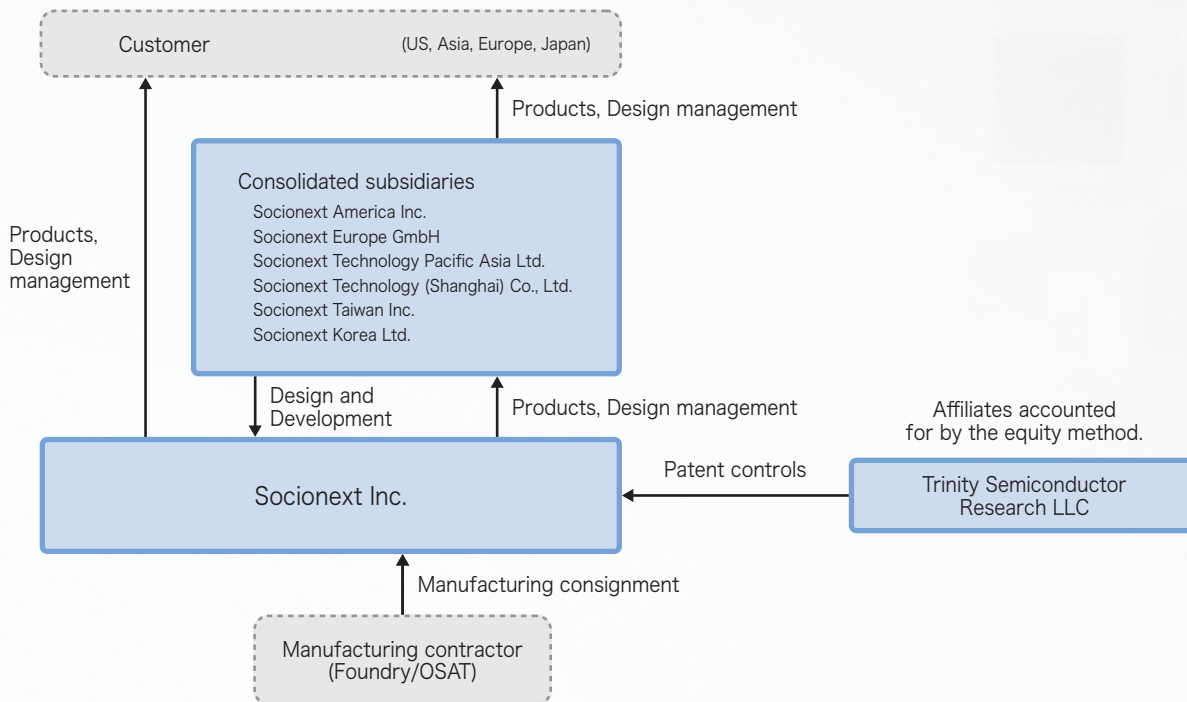 Customer (US, Asia, Europe, Japan)
Products, Design management
Consolidated subsidiaries
Socionext America Inc.
Socionext Europe GmbH
Socionext Technology Pacific Asia Ltd.
Socionext Technology (Shanghai) Co., Ltd.
Socionext Taiwan Inc.
Socionext Korea Ltd.
Products,
Design
management
Design and
Development
Products, Design management
Affiliates accounted
for by the equity method.
Socionext Inc.
Patent controls
Trinity Semiconductor
Research LLC
Manufacturing consignment
Manufacturing contractor
(Foundry/OSAT)